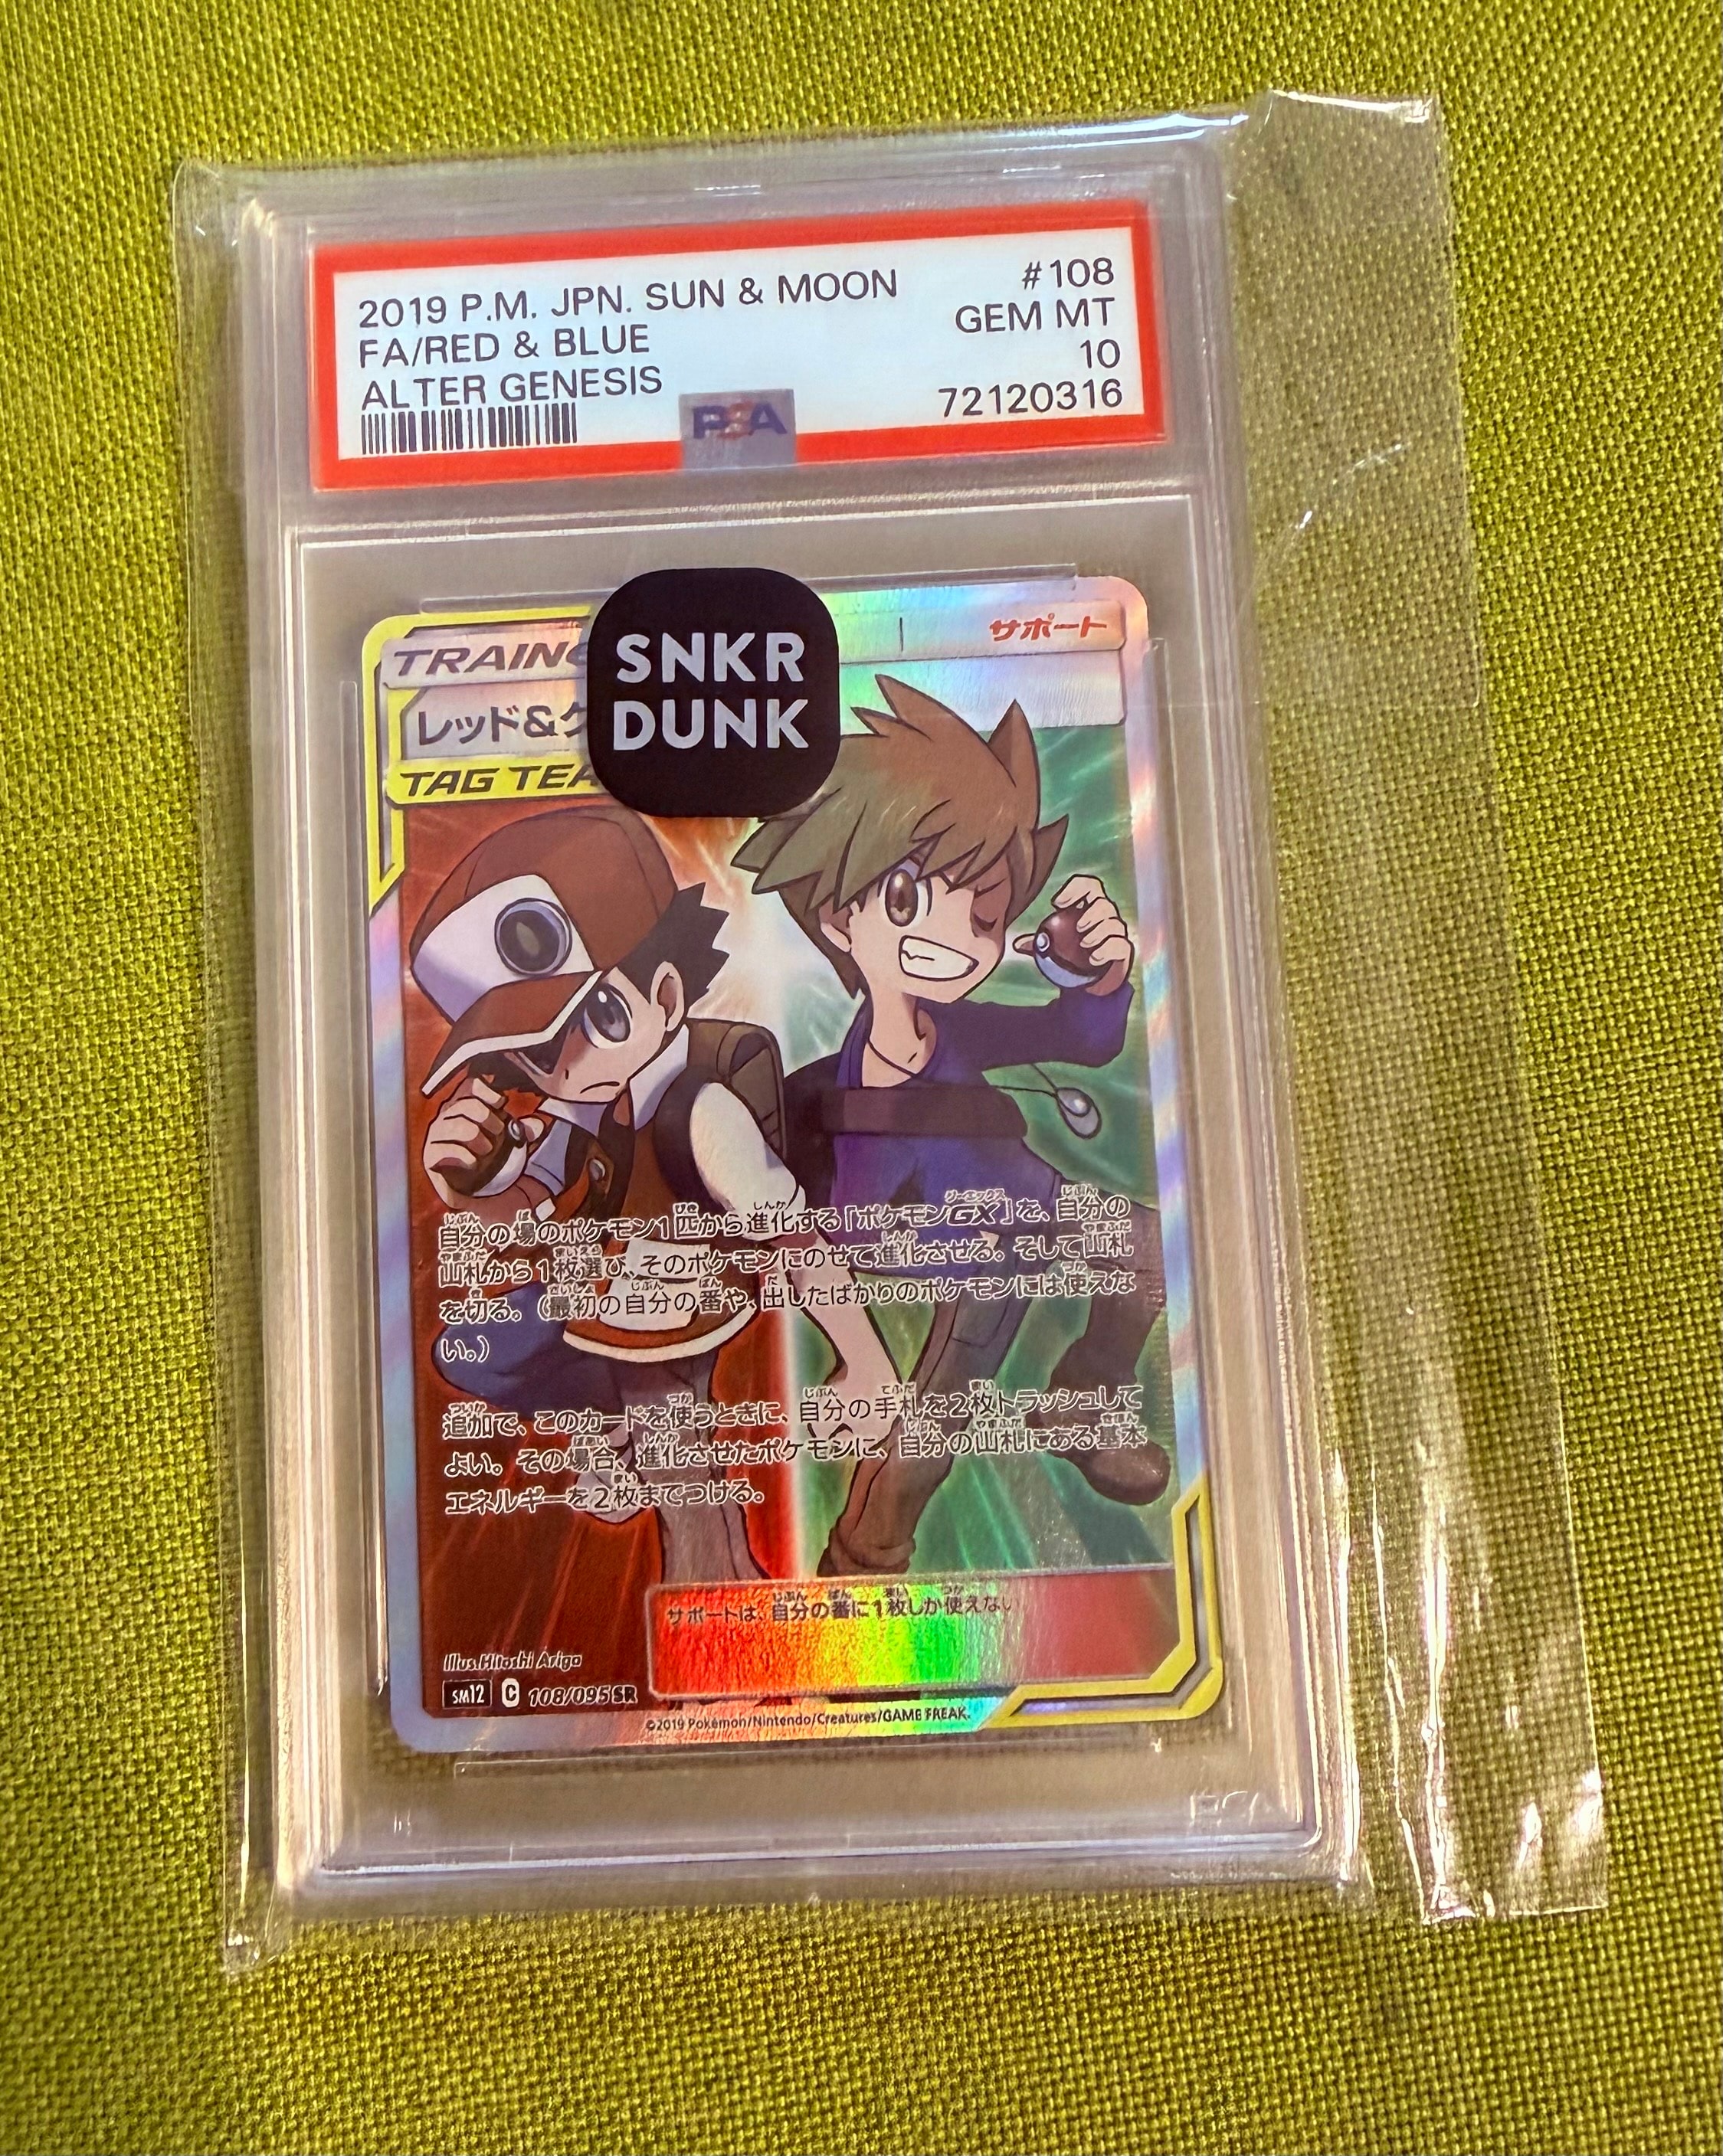 2019 P.M. JPN. SUN & MOON #108
FA/RED & BLUE GEM MT
ALTER GENESIS 10
72120316
PSA
SNKR
DUNK
サポート
レッド&
TAG
自分の場のポケモン1匹から進化する「ポケモンGX」を、自分の
山札から1枚選び、そのポケモンにのせて進化させる。そして山札
を切る。(最初の自分の番や、出したばかりのポケモンには使えな
い。)
追加で、このカードを使うときに、自分の手札を2枚トラッシュして
よい。その場合、進化させたポケモンに、自分の山札にある基本
エネルギーを2枚までつける。
サポートは、自分の番に1枚しか使えない
Illus.Hitoshi Ariga
sm12 C 108/095 SR
©2019 Pokémon/Nintendo/Creatures/GAME FREAK.